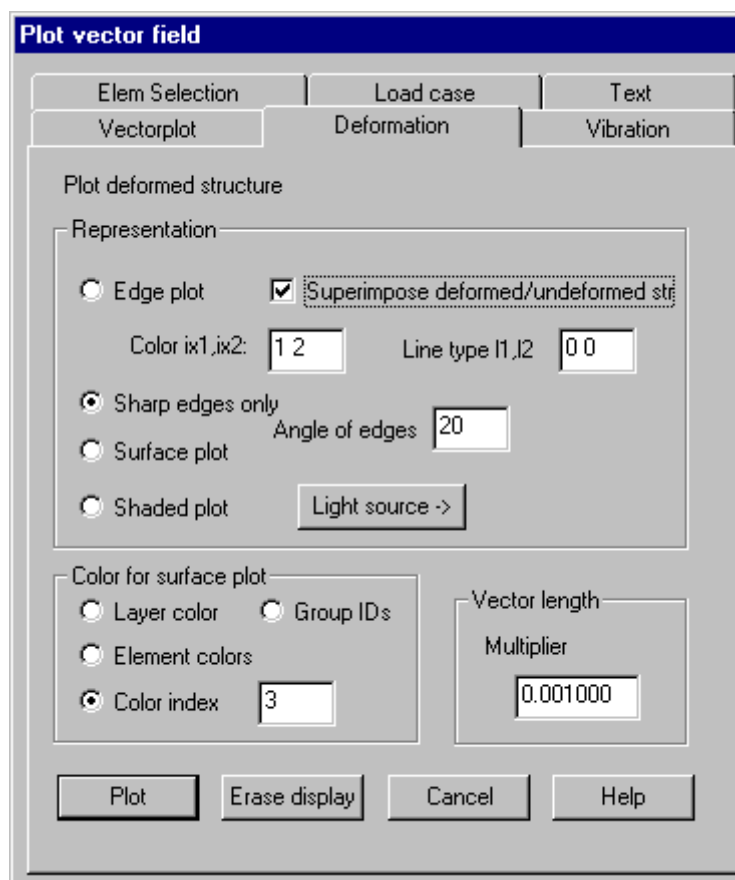 Plot vector field
Elem Selection Load case Text
Vectorplot Deformation Vibration
Plot deformed structure
Representation
Edge plot Superimpose deformed/undeformed str
Color ix1,ix2: 1 2 Line type l1,l2 0 0
Sharp edges only
Angle of edges 20
Surface plot
Shaded plot Light source ->
Color for surface plot
Layer color Group IDs
Element colors
Color index 3
Vector length
Multiplier
0.001000
Plot Erase display Cancel Help